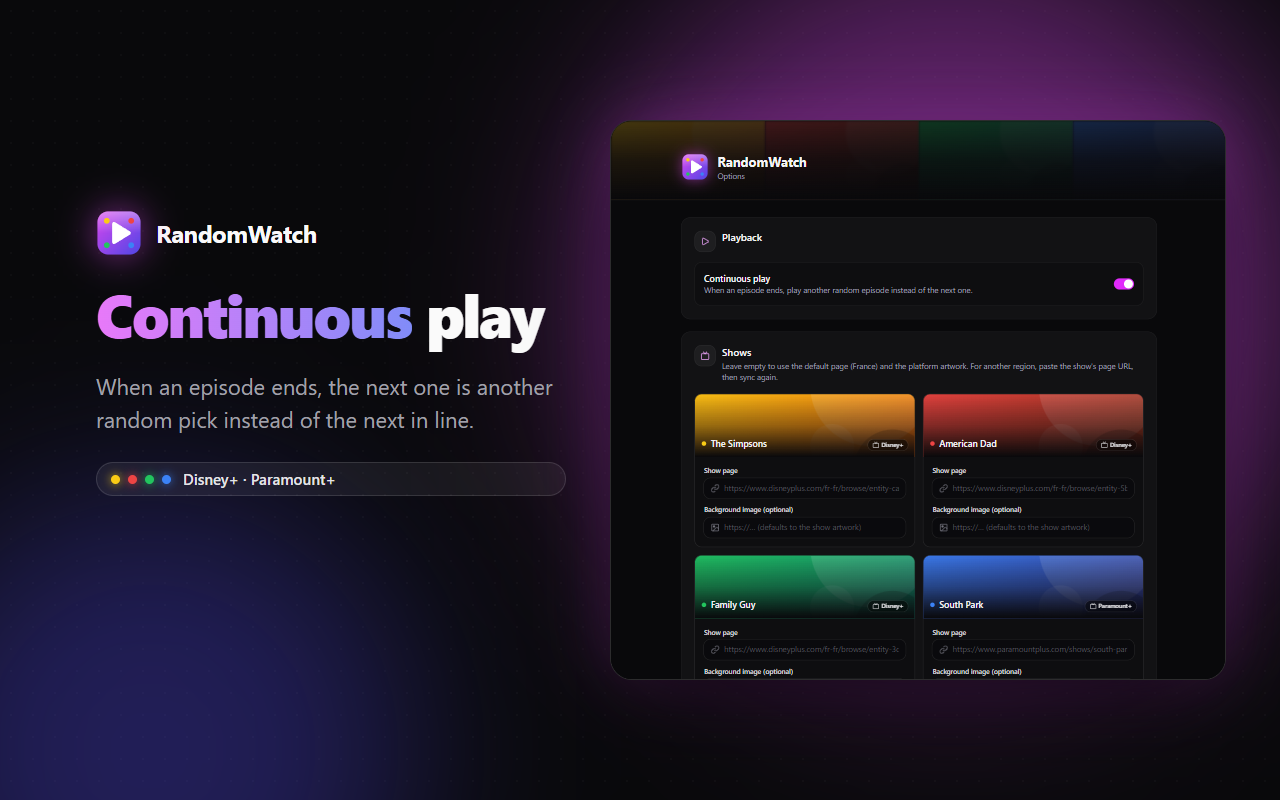 RandomWatch
Continuous play
When an episode ends, the next one is another
random pick instead of the next in line.
Disney+ · Paramount+
RandomWatch
Options
Playback
Continuous play
When an episode ends, play another random episode instead of the next one.
Shows
Leave empty to use the default page (France) and the platform artwork. For another region, paste the show's page URL,
then sync again.
The Simpsons
Disney+
Show page
https://www.disneyplus.com/fr-fr/browse/entity-ca
Background image (optional)
https://... (defaults to the show artwork)
American Dad
Disney+
Show page
https://www.disneyplus.com/fr-fr/browse/entity-5b
Background image (optional)
https://... (defaults to the show artwork)
Family Guy
Disney+
Show page
https://www.disneyplus.com/fr-fr/browse/entity-3c
Background image (optional)
South Park
Paramount+
Show page
https://www.paramountplus.com/shows/south-par
Background image (optional)